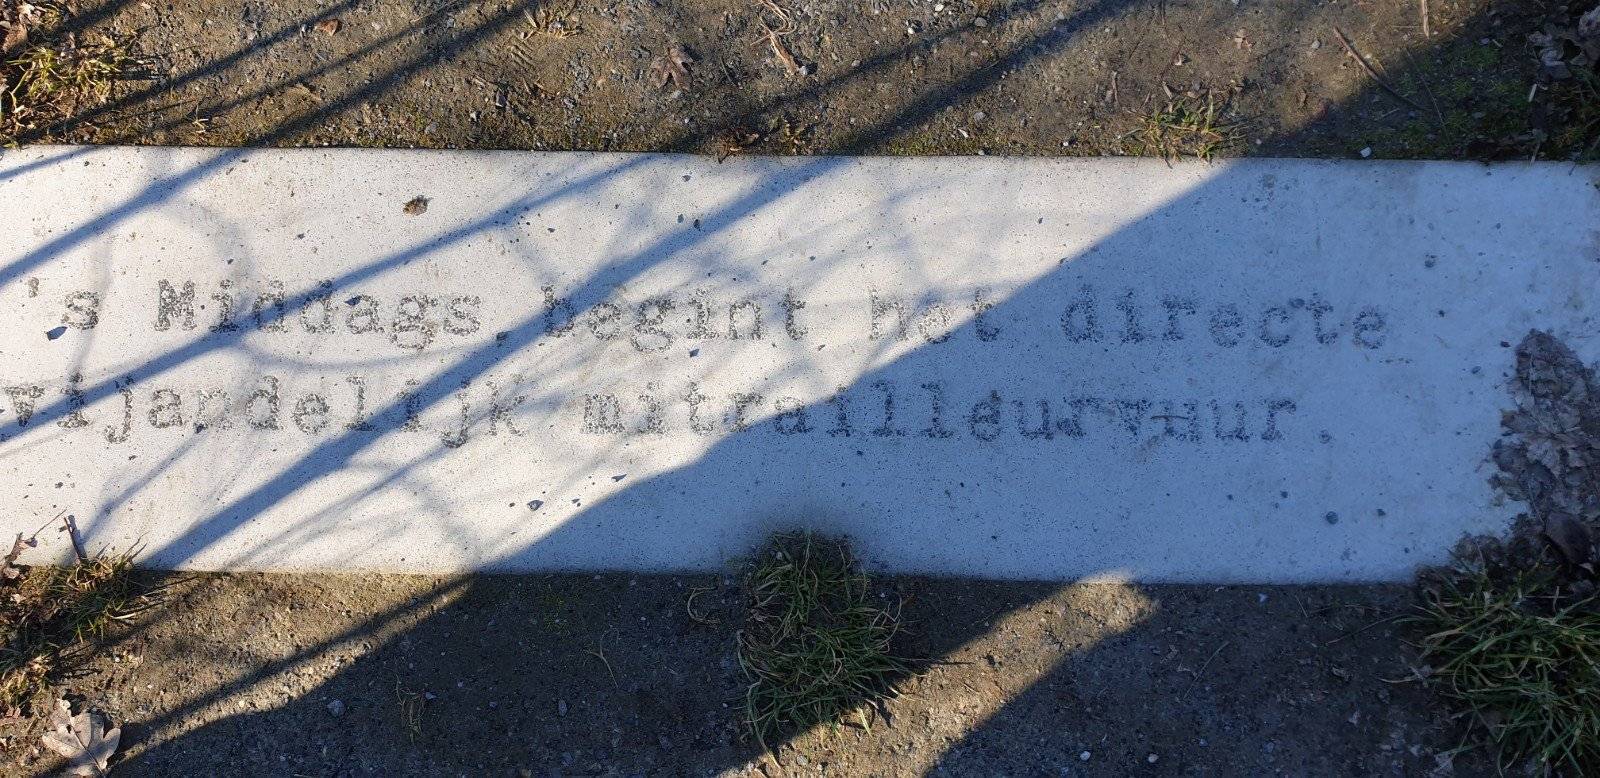 's Middags begint het directe
vijandelijk mitrailleurvuur.